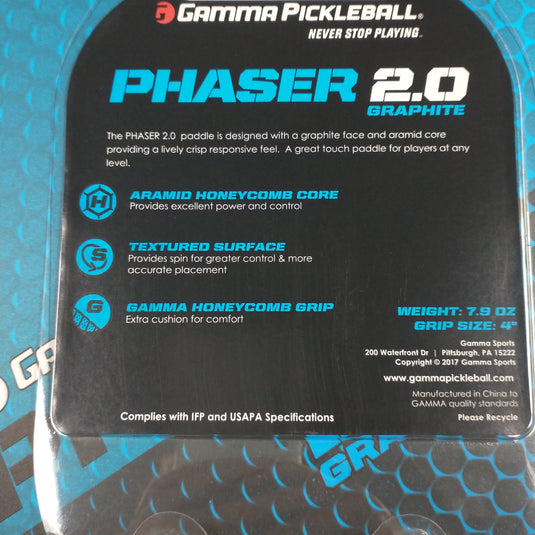 GAMMA PICKLEBALL®
NEVER STOP PLAYING™
PHASER 2.0
GRAPHITE
The PHASER 2.0 paddle is designed with a graphite face and aramid core
providing a lively crisp responsive feel. A great touch paddle for players at any
level.
H
ARAMID HONEYCOMB CORE
Provides excellent power and control
S
TEXTURED SURFACE
Provides spin for greater control & more
accurate placement
G
GAMMA HONEYCOMB GRIP
Extra cushion for comfort
WEIGHT: 7.9 OZ
GRIP SIZE: 4"
Gamma Sports
200 Waterfront Dr | Pittsburgh, PA 15222
Copyright © 2017 Gamma Sports
www.gammapickleball.com
Manufactured in China to
GAMMA quality standards
Please Recycle
Complies with IFP and USAPA Specifications